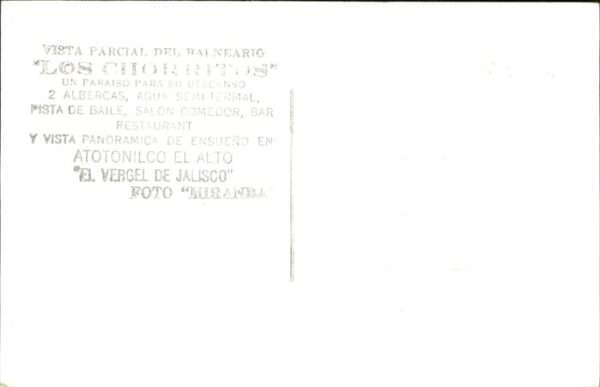 VISTA PARCIAL DEL BALNEARIO
"LOS CHORRITOS"
UN PARAISO PARA SU DESCANSO
2 ALBERCAS, AGUA SEMI-TERMAL,
PISTA DE BAILE, SALON COMEDOR, BAR
RESTAURANT
Y VISTA PANORAMICA DE ENSUEÑO EN
ATOTONILCO EL ALTO
"EL VERGEL DE JALISCO"
FOTO "MIRANDA"